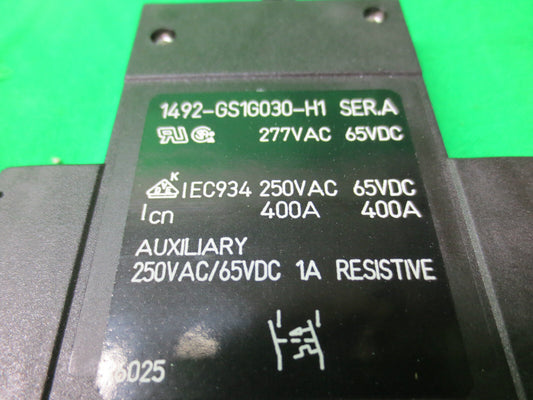 1492-GS1G030-H1 SER.A
277VAC 65VDC
K
IEC934 250VAC 65VDC
Icn 400A 400A
AUXILIARY
250VAC/65VDC 1A RESISTIVE
6025